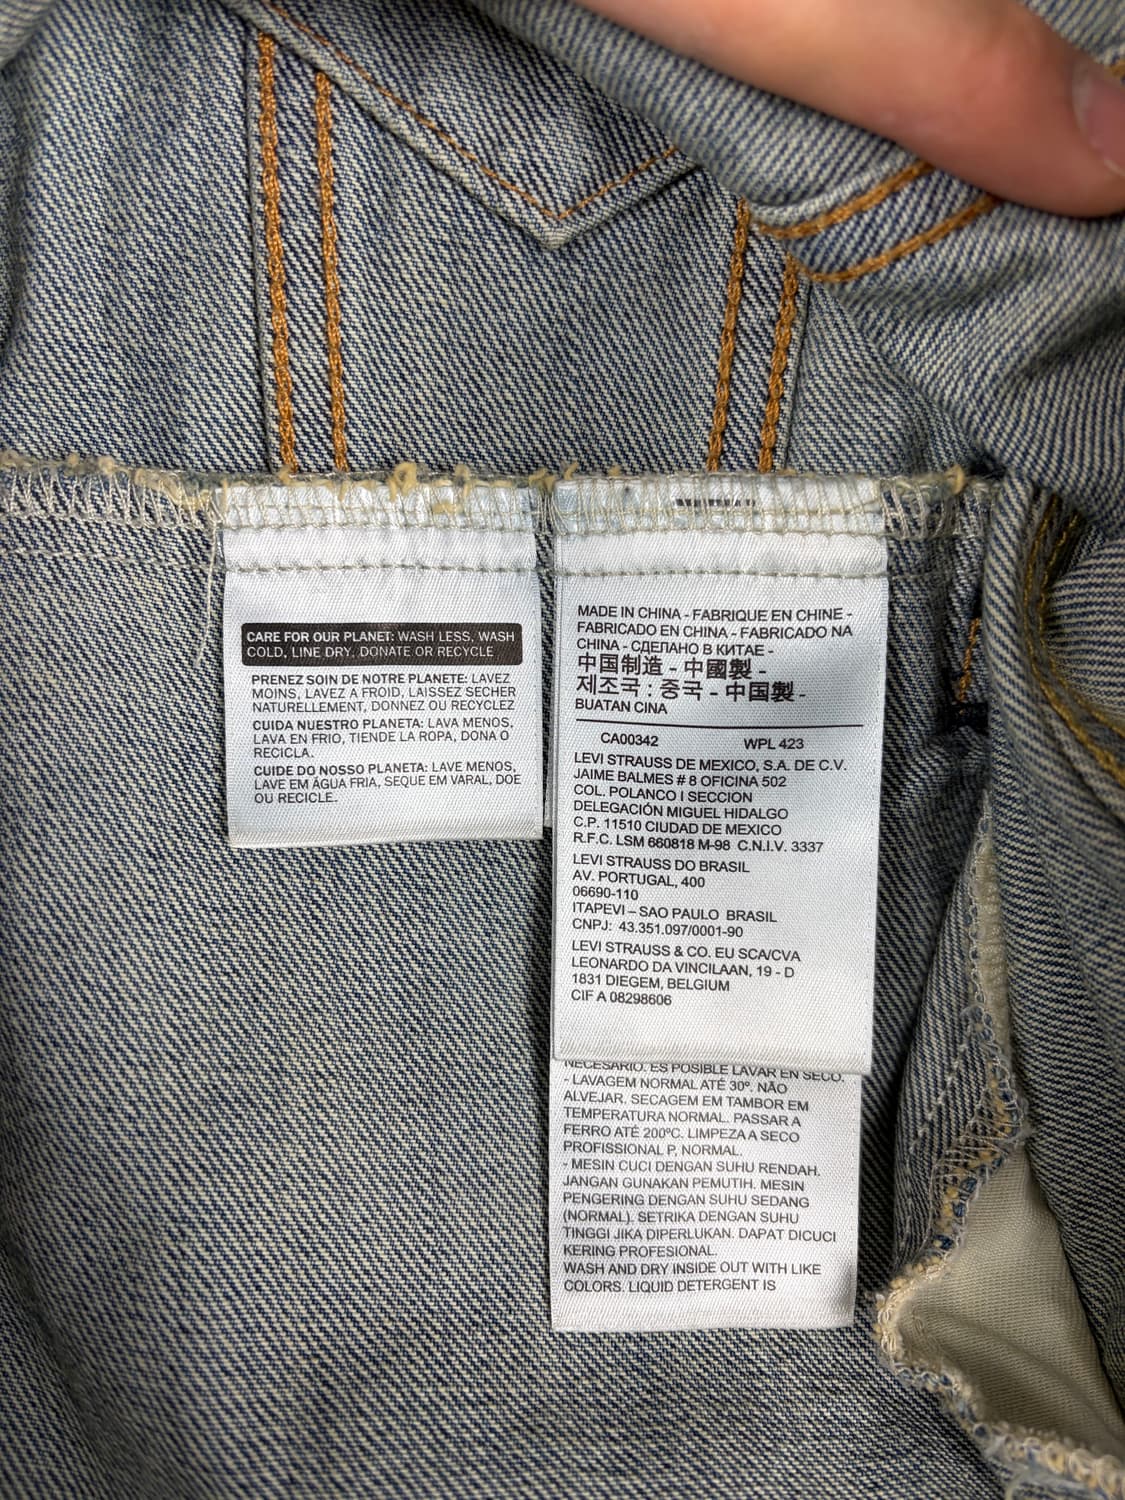 CARE FOR OUR PLANET: WASH LESS, WASH
COLD, LINE DRY, DONATE OR RECYCLE
PRENEZ SOIN DE NOTRE PLANETE: LAVEZ
MOINS, LAVEZ A FROID, LAISSEZ SECHER
NATURELLEMENT, DONNEZ OU RECYCLEZ
CUIDA NUESTRO PLANETA: LAVA MENOS,
LAVA EN FRIO, TIENDE LA ROPA, DONA O
RECICLA.
CUIDE DO NOSSO PLANETA: LAVE MENOS,
LAVE EM ÁGUA FRIA, SEQUE EM VARAL, DOE
OU RECICLE.
MADE IN CHINA - FABRIQUE EN CHINE -
FABRICADO EN CHINA - FABRICADO NA
CHINA - СДЕЛАНО В КИТАЕ -
中国制造 - 中國製 -
제조국 : 중국 - 中国製 -
BUATAN CINA
CA00342 WPL 423
LEVI STRAUSS DE MEXICO, S.A. DE C.V.
JAIME BALMES # 8 OFICINA 502
COL. POLANCO I SECCION
DELEGACIÓN MIGUEL HIDALGO
C.P. 11510 CIUDAD DE MEXICO
R.F.C. LSM 660818 M-98 C.N.I.V. 3337
LEVI STRAUSS DO BRASIL
AV. PORTUGAL, 400
06690-110
ITAPEVI – SAO PAULO BRASIL
CNPJ: 43.351.097/0001-90
LEVI STRAUSS & CO. EU SCA/CVA
LEONARDO DA VINCILAAN, 19 - D
1831 DIEGEM, BELGIUM
CIF A 08298606
NECESARIO. ES POSIBLE LAVAR EN SECO.
- LAVAGEM NORMAL ATÉ 30º. NÃO
ALVEJAR. SECAGEM EM TAMBOR EM
TEMPERATURA NORMAL. PASSAR A
FERRO ATÉ 200ºC. LIMPEZA A SECO
PROFISSIONAL P, NORMAL.
- MESIN CUCI DENGAN SUHU RENDAH.
JANGAN GUNAKAN PEMUTIH. MESIN
PENGERING DENGAN SUHU SEDANG
(NORMAL). SETRIKA DENGAN SUHU
TINGGI JIKA DIPERLUKAN. DAPAT DICUCI
KERING PROFESIONAL.
WASH AND DRY INSIDE OUT WITH LIKE
COLORS. LIQUID DETERGENT IS